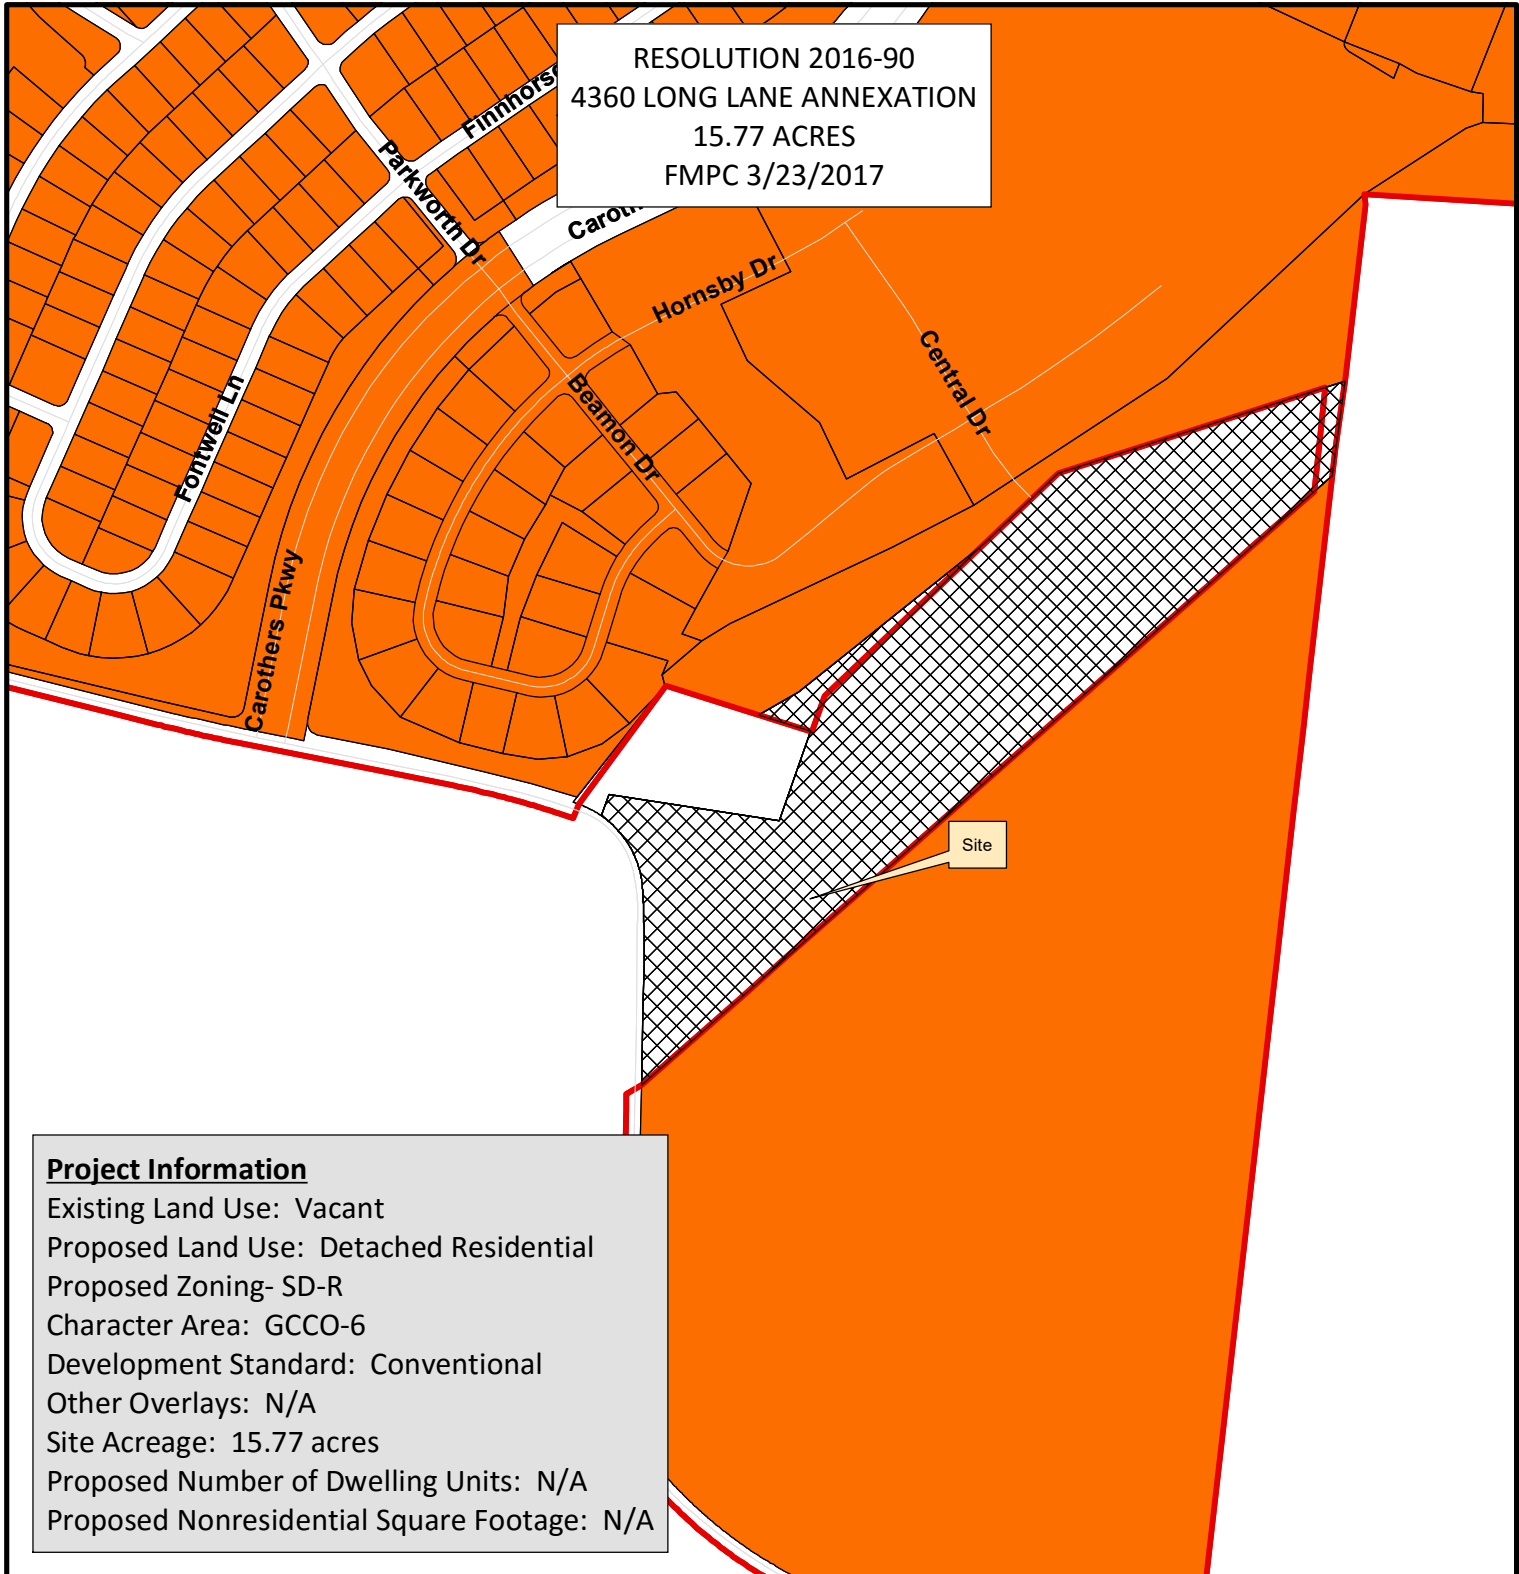 RESOLUTION 2016-90
4360 LONG LANE ANNEXATION
15.77 ACRES
FMPC 3/23/2017
Parkworth Dr
Hornsby Dr
Central Dr
Beamon Dr
Fontwell Ln
Carothers Pkwy
Site
Project Information
Existing Land Use: Vacant
Proposed Land Use: Detached Residential
Proposed Zoning- SD-R
Character Area: GCCO-6
Development Standard: Conventional
Other Overlays: N/A
Site Acreage: 15.77 acres
Proposed Number of Dwelling Units: N/A
Proposed Nonresidential Square Footage: N/A